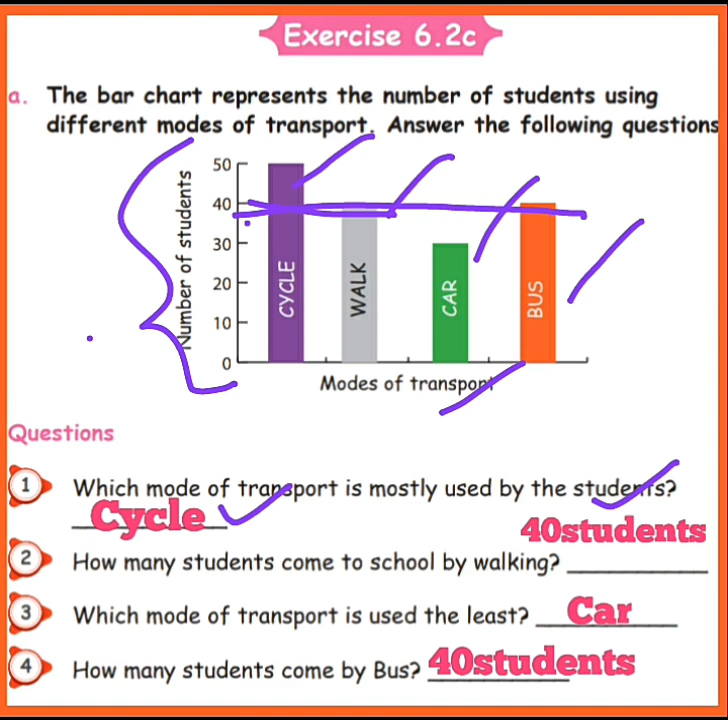 Exercise 6.2c
a. The bar chart represents the number of students using
different modes of transport. Answer the following questions
Number of students
50
40
30
20
10
0
CYCLE
WALK
CAR
BUS
Modes of transport
Questions
1 Which mode of transport is mostly used by the students?
Cycle
40students
2 How many students come to school by walking? __________
3 Which mode of transport is used the least? Car
4 How many students come by Bus? 40students